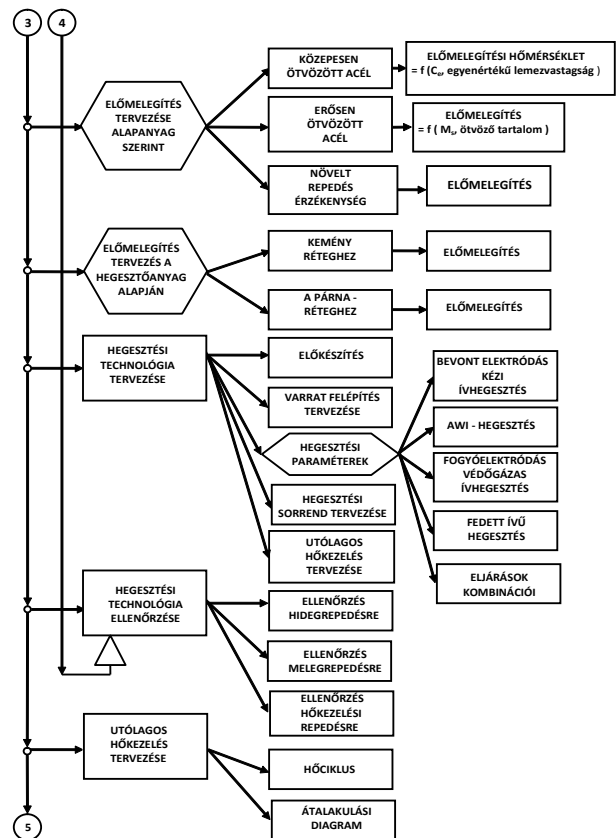 3
4
ELŐMELEGÍTÉS
TERVEZÉSE
ALAPANYAG
SZERINT
KÖZEPESEN
ÖTVÖZÖTT ACÉL
ELŐMELEGÍTÉSI HŐMÉRSÉKLET
= f (Ce, egyenértékű lemezvastagság )
ERŐSEN
ÖTVÖZÖTT
ACÉL
ELŐMELEGÍTÉS
= f ( Ms, ötvöző tartalom )
NÖVELT
REPEDÉS
ÉRZÉKENYSÉG
ELŐMELEGÍTÉS
ELŐMELEGÍTÉS
TERVEZÉS A
HEGESZTŐANYAG
ALAPJÁN
KEMÉNY
RÉTEGHEZ
ELŐMELEGÍTÉS
A PÁRNA -
RÉTEGHEZ
ELŐMELEGÍTÉS
HEGESZTÉSI
TECHNOLÓGIA
TERVEZÉSE
ELŐKÉSZÍTÉS
VARRAT FELÉPÍTÉS
TERVEZÉSE
HEGESZTÉSI
PARAMÉTEREK
BEVONT ELEKTRÓDÁS
KÉZI
ÍVHEGESZTÉS
AWI - HEGESZTÉS
FOGYÓELEKTRÓDÁS
VÉDŐGÁZAS
ÍVHEGESZTÉS
FEDETT ÍVŰ
HEGESZTÉS
ELJÁRÁSOK
KOMBINÁCIÓI
HEGESZTÉSI
SORREND TERVEZÉSE
UTÓLAGOS
HŐKEZELÉS
TERVEZÉSE
HEGESZTÉSI
TECHNOLÓGIA
ELLENŐRZÉSE
ELLENŐRZÉS
HIDEGREPEDÉSRE
ELLENŐRZÉS
MELEGREPEDÉSRE
ELLENŐRZÉS
HŐKEZELÉSI
REPEDÉSRE
UTÓLAGOS
HŐKEZELÉS
TERVEZÉSE
HŐCIKLUS
ÁTALAKULÁSI
DIAGRAM
5